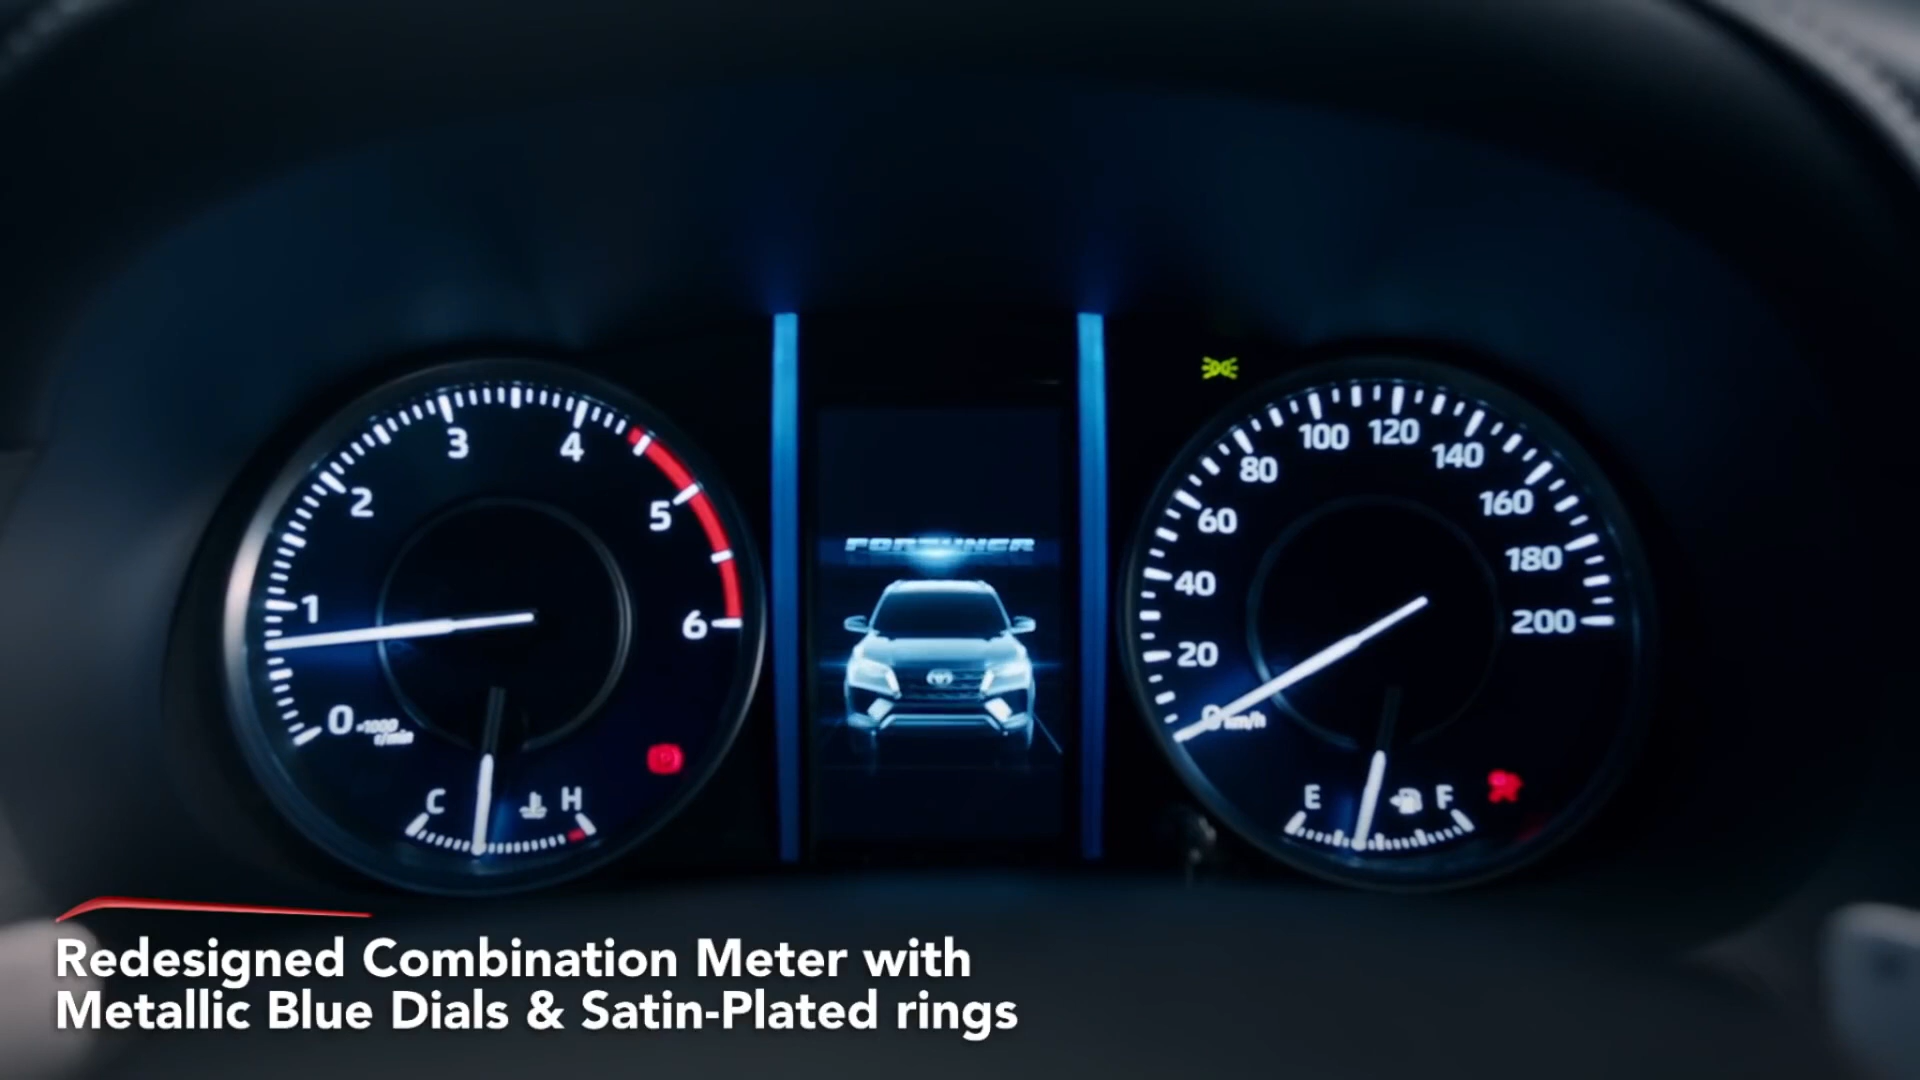 3
4
2
5
1
6
0
×1000
r/min
C
H
FORTUNER
100
120
80
140
60
160
40
180
20
200
0 km/h
E
F
Redesigned Combination Meter with
Metallic Blue Dials & Satin-Plated rings